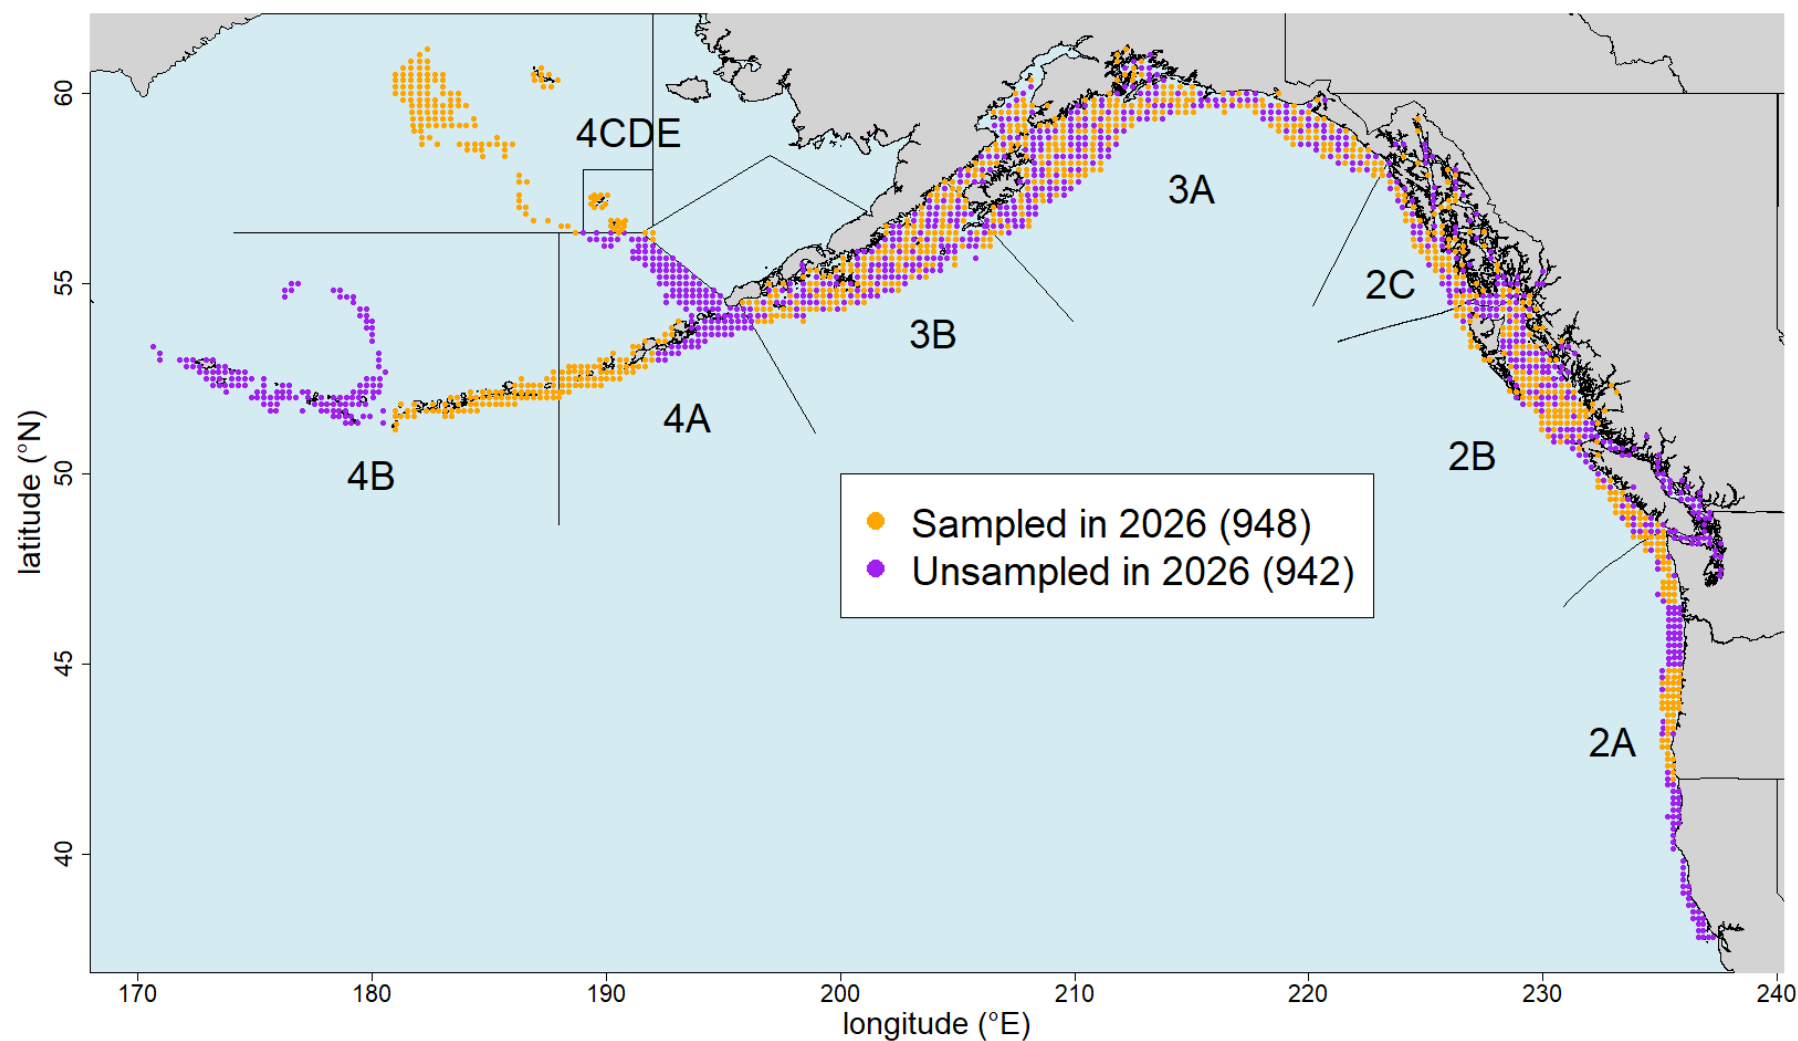 60
55
50
45
40
latitude (°N)
4CDE
3A
2C
3B
4A
2B
4B
2A
Sampled in 2026 (948)
Unsampled in 2026 (942)
170
180
190
200
210
220
230
240
longitude (°E)